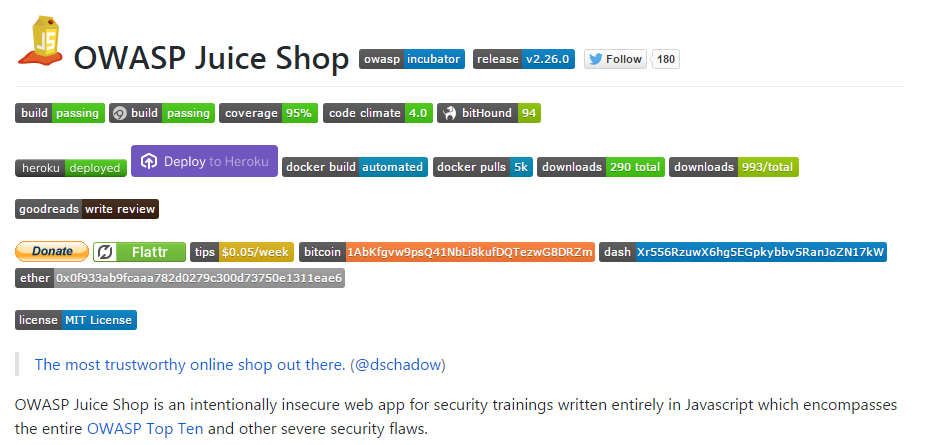 JS
OWASP Juice Shop owasp incubator release v2.26.0 Follow 180
build passing build passing coverage 95% code climate 4.0 bitHound 94
heroku deployed Deploy to Heroku docker build automated docker pulls 5k downloads 290 total downloads 993/total
goodreads write review
Donate Flattr tips $0.05/week bitcoin 1AbKfgvw9psQ41NbLi8kufDQTezwG8DRZm dash Xr556RzuwX6hg5EGpkybbv5RanJoZN17kW
ether 0x0f933ab9fcaaa782d0279c300d73750e1311eae6
license MIT License
The most trustworthy online shop out there. (@dschadow)
OWASP Juice Shop is an intentionally insecure web app for security trainings written entirely in Javascript which encompasses
the entire OWASP Top Ten and other severe security flaws.